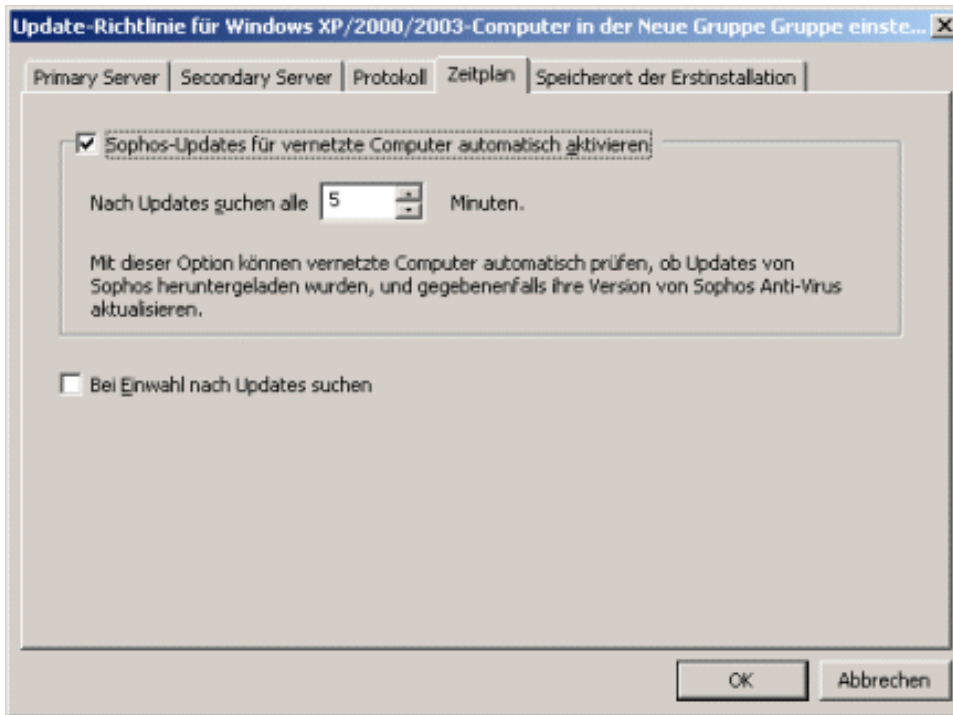 Update-Richtlinie für Windows XP/2000/2003-Computer in der Neue Gruppe Gruppe einste...
Primary Server Secondary Server Protokoll Zeitplan Speicherort der Erstinstallation
Sophos-Updates für vernetzte Computer automatisch aktivieren
Nach Updates suchen alle 5 Minuten.
Mit dieser Option können vernetzte Computer automatisch prüfen, ob Updates von
Sophos heruntergeladen wurden, und gegebenenfalls ihre Version von Sophos Anti-Virus
aktualisieren.
Bei Einwahl nach Updates suchen
OK Abbrechen